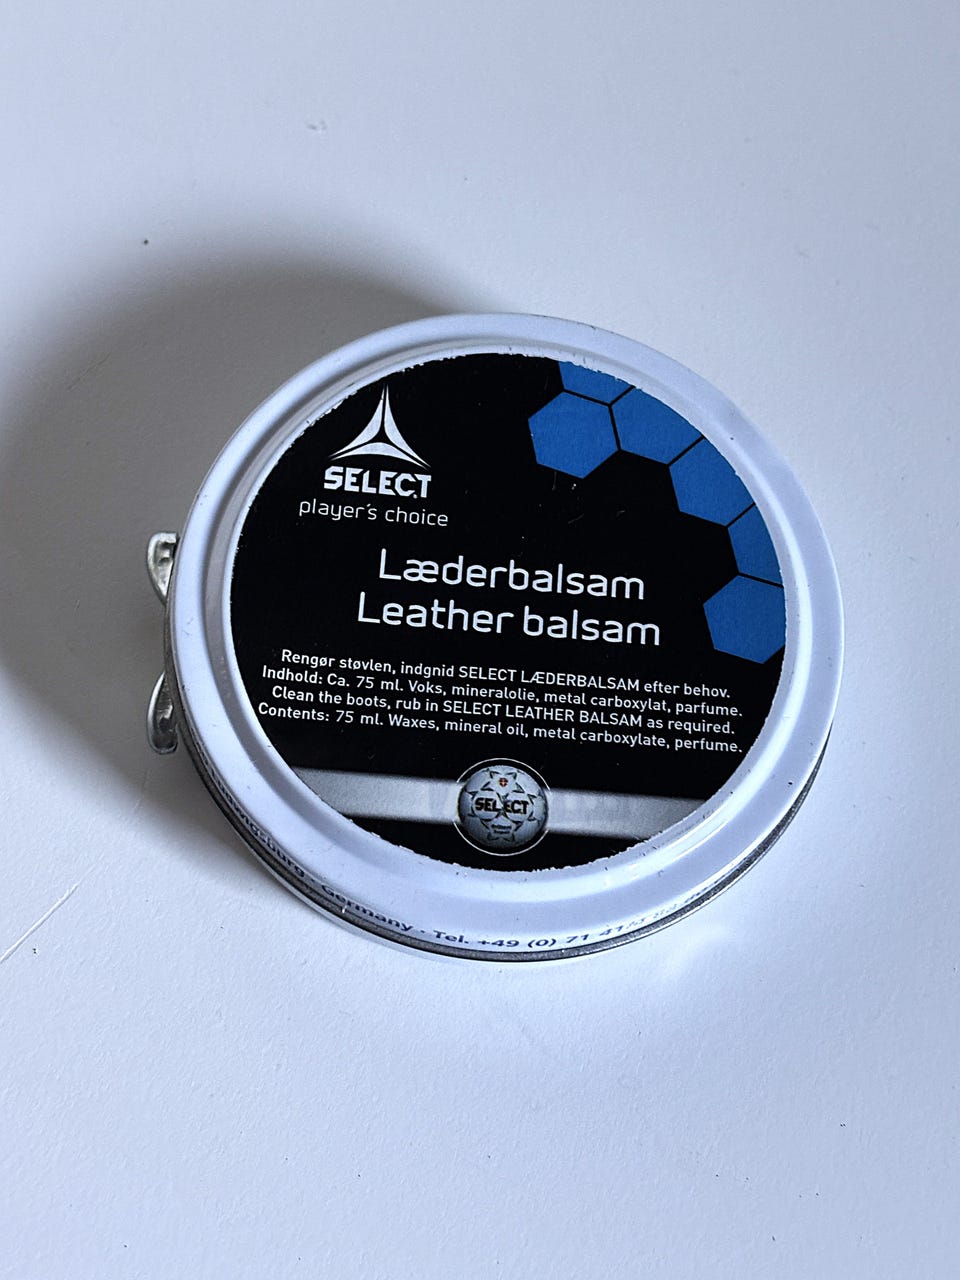 SELECT
player's choice
Læderbalsam
Leather balsam
Rengør støvlen, indgnid SELECT LÆDERBALSAM efter behov.
Indhold: Ca. 75 ml. Voks, mineralolie, metal carboxylat, parfume.
Clean the boots, rub in SELECT LEATHER BALSAM as required.
Contents: 75 ml. Waxes, mineral oil, metal carboxylate, perfume.
SELECT
Germany · Tel. +49 (0) 71 41